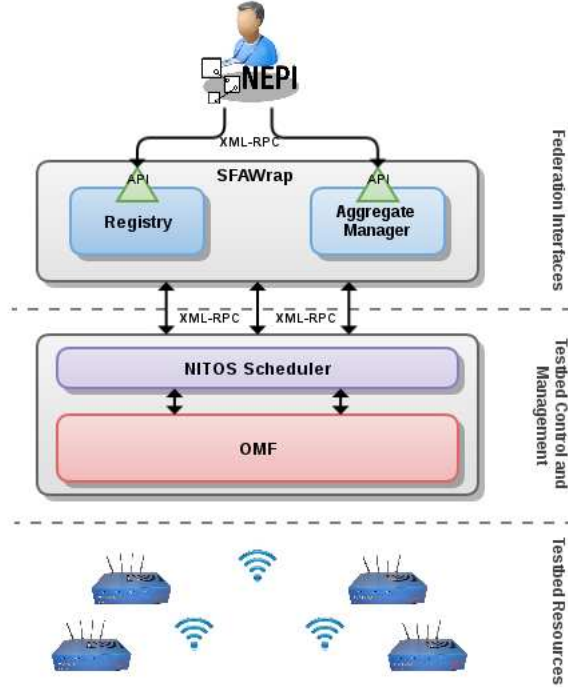 NEPI
XML-RPC
API
API
SFAWrap
Registry
Aggregate
Manager
XML-RPC
XML-RPC
NITOS Scheduler
OMF
Federation Interfaces
Testbed Control and
Management
Testbed Resources